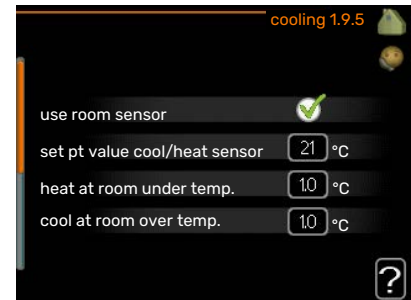 cooling 1.9.5
use room sensor
set pt value cool/heat sensor 21 °C
heat at room under temp. 1.0 °C
cool at room over temp. 1.0 °C
?